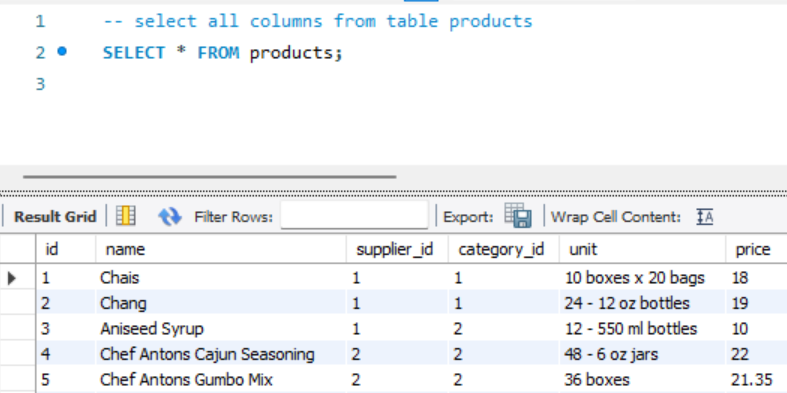 1 -- select all columns from table products
2 SELECT * FROM products;
3
Result Grid Filter Rows: Export: Wrap Cell Content: IA
id name supplier_id category_id unit price
1 Chais 1 1 10 boxes x 20 bags 18
2 Chang 1 1 24 - 12 oz bottles 19
3 Aniseed Syrup 1 2 12 - 550 ml bottles 10
4 Chef Antons Cajun Seasoning 2 2 48 - 6 oz jars 22
5 Chef Antons Gumbo Mix 2 2 36 boxes 21.35